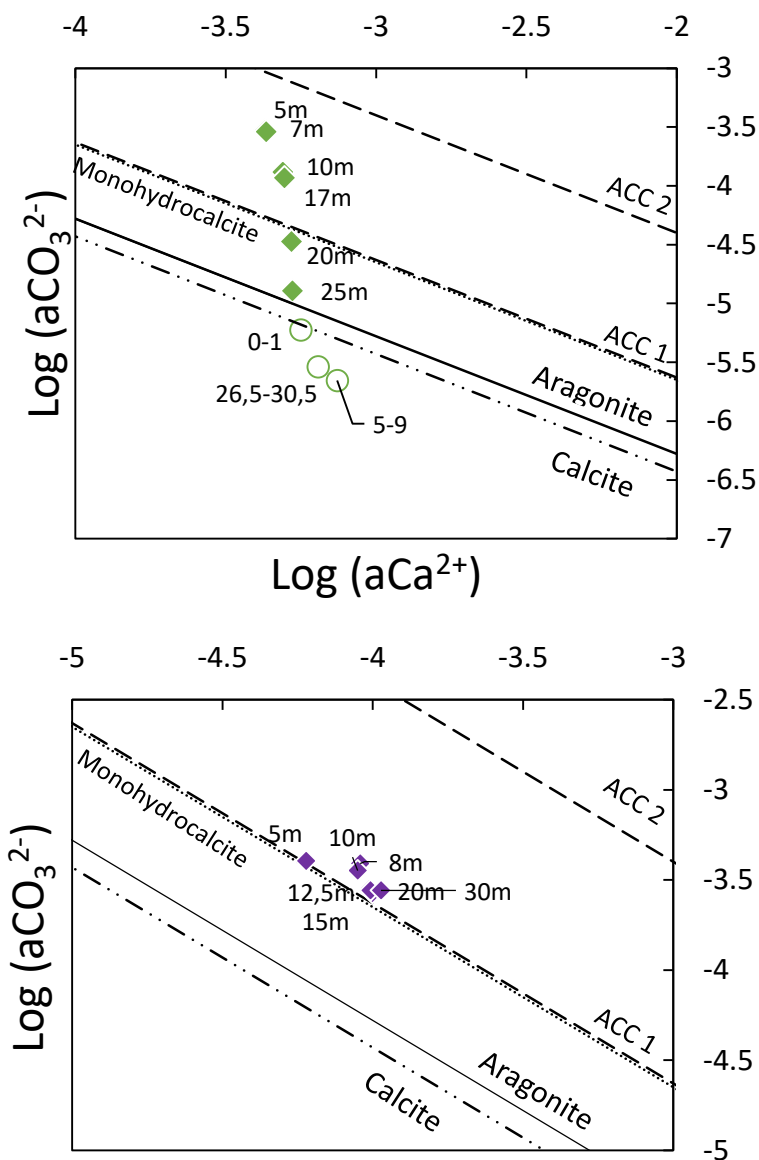 -4 -3.5 -3 -2.5 -2
-3
-3.5
-4
-4.5
-5
-5.5
-6
-6.5
-7
5m
7m
10m
17m
20m
25m
0-1
26,5-30,5
5-9
Monohydrocalcite
ACC 2
ACC 1
Aragonite
Calcite
Log (aCO₃²⁻)
Log (aCa²⁺)
-5 -4.5 -4 -3.5 -3
-2.5
-3
-3.5
-4
-4.5
-5
5m
10m
8m
12,5m
20m
30m
15m
Monohydrocalcite
ACC 2
ACC 1
Aragonite
Calcite
Log (aCO₃²⁻)